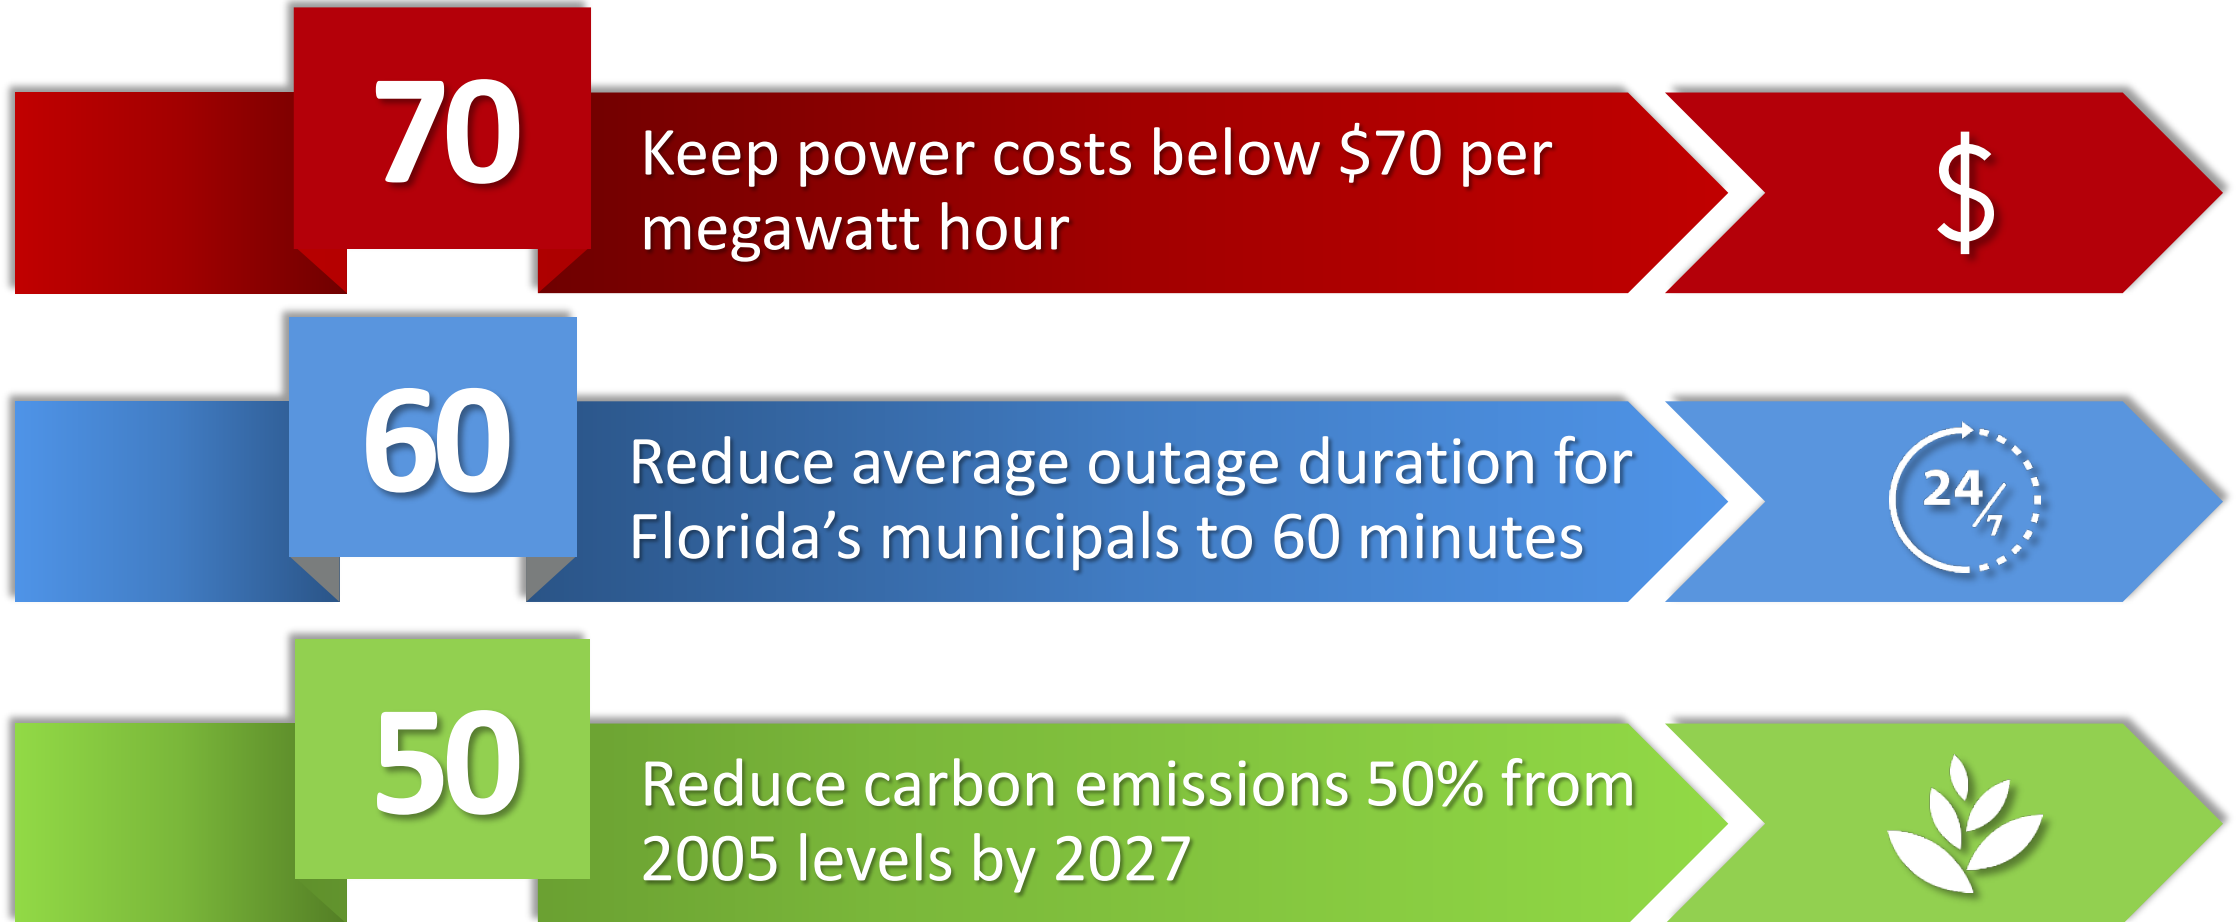 70
Keep power costs below $70 per
megawatt hour
$
60
Reduce average outage duration for
Florida’s municipals to 60 minutes
24/7
50
Reduce carbon emissions 50% from
2005 levels by 2027